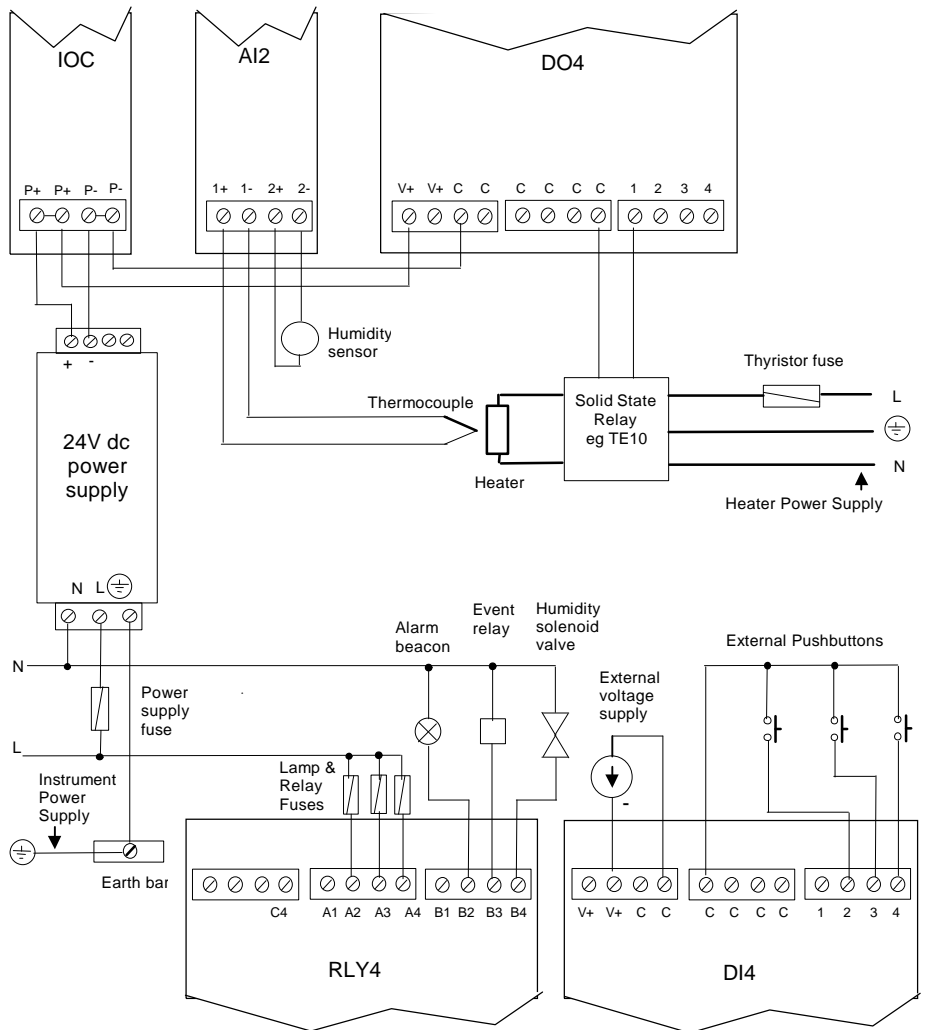 IOC
AI2
DO4
P+ P+ P- P-
1+ 1- 2+ 2-
V+ V+ C C
C C C C
1 2 3 4
+ -
24V dc
power
supply
N L
Humidity
sensor
Thermocouple
Heater
Solid State
Relay
eg TE10
Thyristor fuse
L
N
Heater Power Supply
N
L
Power
supply
fuse
Instrument
Power
Supply
Earth bar
Lamp &
Relay
Fuses
Alarm
beacon
Event
relay
Humidity
solenoid
valve
External
voltage
supply
-
External Pushbuttons
C4
A1 A2 A3 A4
B1 B2 B3 B4
RLY4
V+ V+ C C
C C C C
1 2 3 4
DI4